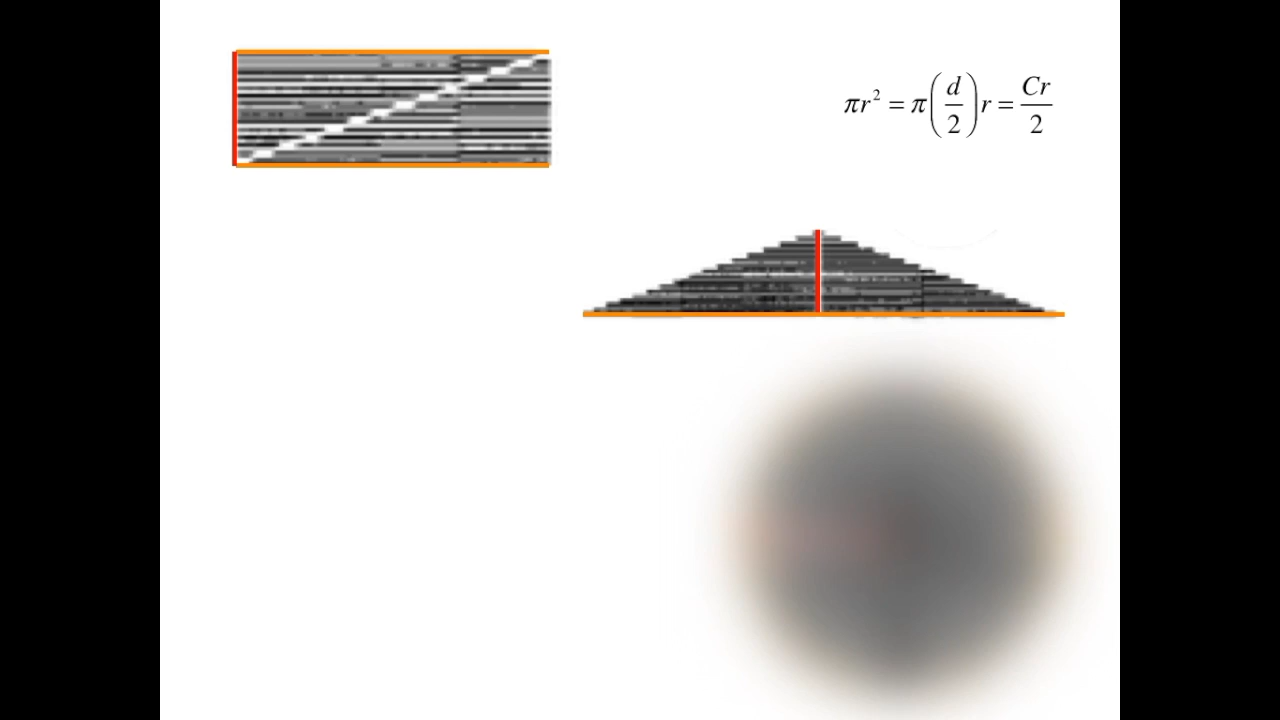 πr² = π(d/2)r = Cr/2